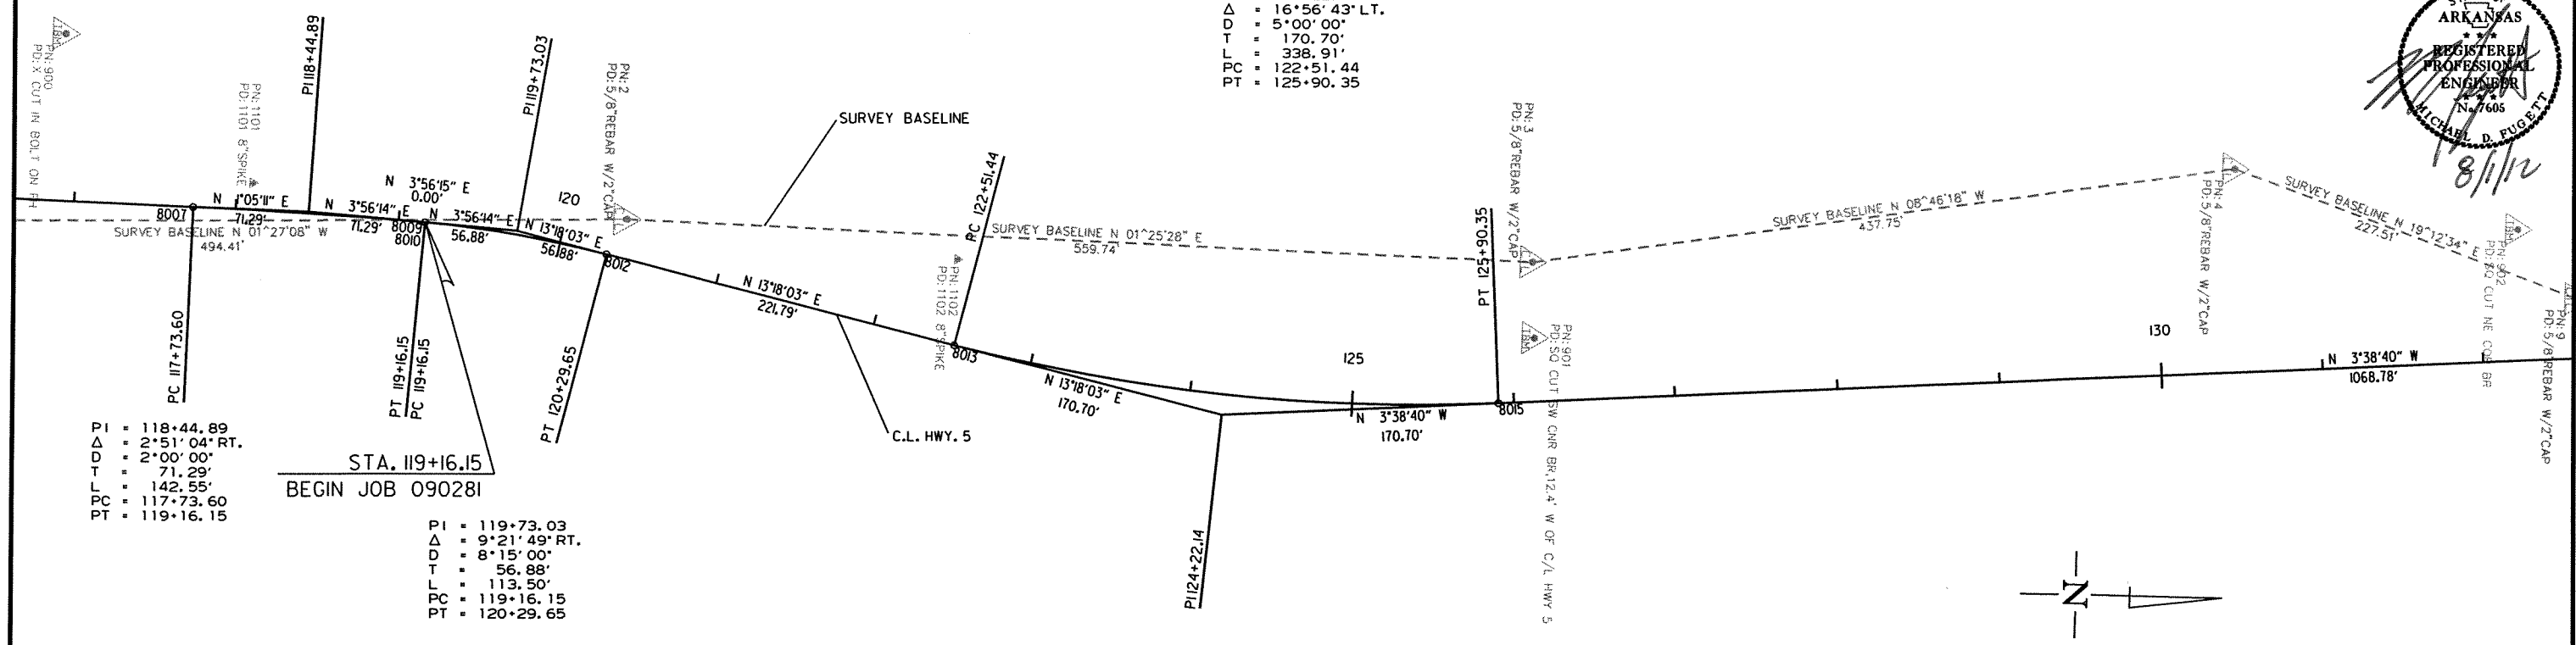 Δ = 16°56'43" LT.
D = 5°00'00"
T = 170.70'
L = 338.91'
PC = 122+51.44
PT = 125+90.35
ARKANSAS
★ ★ ★
REGISTERED
PROFESSIONAL
ENGINEER
★ ★ ★
No. 7605
MICHAEL D. FUGETT
8/1/12
TBM
PN:900
PD:X CUT IN BOLT ON FH
PN:1101
PD:1101 8"SPIKE
PI 118+44.89
PI 119+73.03
PN:2
PD:5/8"REBAR W/2"CAP
SURVEY BASELINE
PC 122+51.44
PN:3
PD:5/8"REBAR W/2"CAP
PT 125+90.35
PN:4
PD:5/8"REBAR W/2"CAP
8007
N 1°05'11" E
71.29'
N 3°56'14" E
71.29'
N 3°56'15" E
0.00'
8009
8010
N 3°56'14" E
56.88'
120
N 13°18'03" E
56.88'
8012
SURVEY BASELINE N 01°27'08" W
494.41'
SURVEY BASELINE N 01°25'28" E
559.74'
SURVEY BASELINE N 08°46'18" W
437.75'
SURVEY BASELINE N 19°12'34" E
227.51'
TBM
PN:902
PD:SQ CUT NE COR BR
PN:9
PD:5/8"REBAR W/2"CAP
N 13°18'03" E
221.79'
PN:1102
PD:1102 8"SPIKE
8013
N 13°18'03" E
170.70'
125
N 3°38'40" W
170.70'
8015
TBM
PN:901
PD:SQ CUT SW CNR BR,12.4' W OF C/L HWY 5
130
N 3°38'40" W
1068.78'
PC 117+73.60
PT 119+16.15
PC 119+16.15
PT 120+29.65
C.L. HWY. 5
PI 124+22.14
PI = 118+44.89
Δ = 2°51'04" RT.
D = 2°00'00"
T = 71.29'
L = 142.55'
PC = 117+73.60
PT = 119+16.15
STA. 119+16.15
BEGIN JOB 090281
PI = 119+73.03
Δ = 9°21'49" RT.
D = 8°15'00"
T = 56.88'
L = 113.50'
PC = 119+16.15
PT = 120+29.65
N